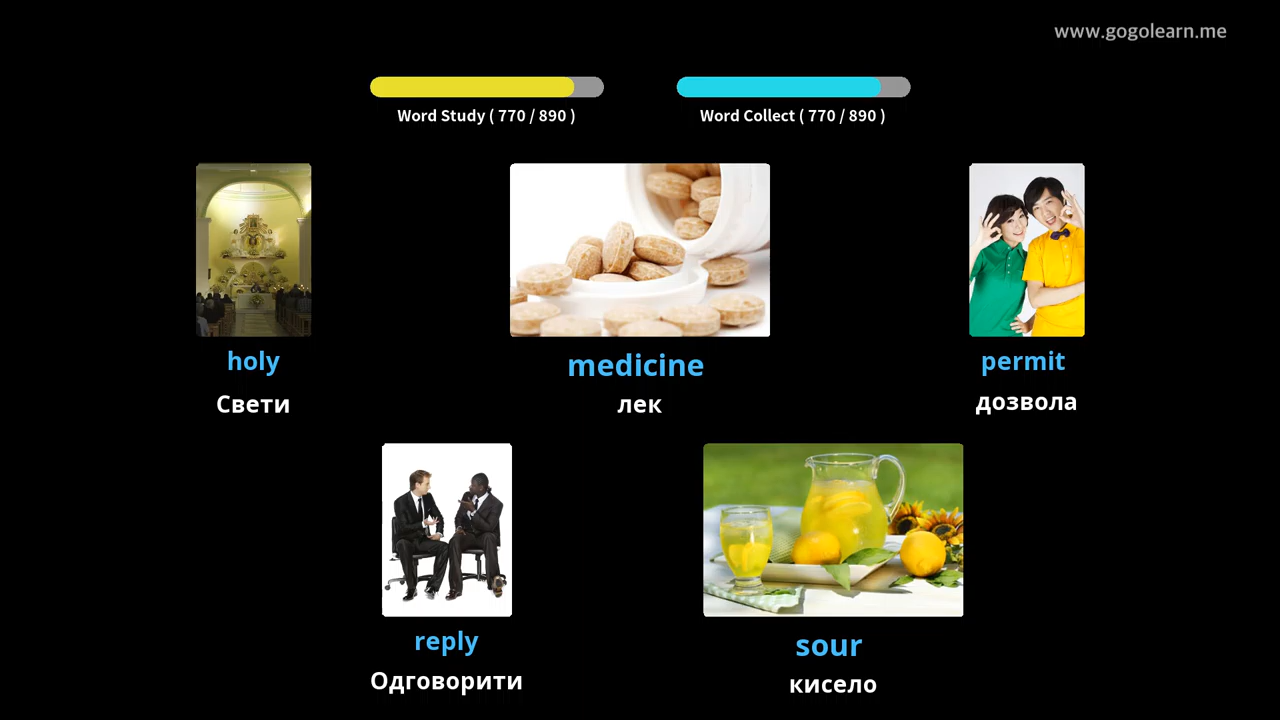 www.gogolearn.me
Word Study ( 770 / 890 )
Word Collect ( 770 / 890 )
holy
Свети
medicine
лек
permit
дозвола
reply
Одговорити
sour
кисело